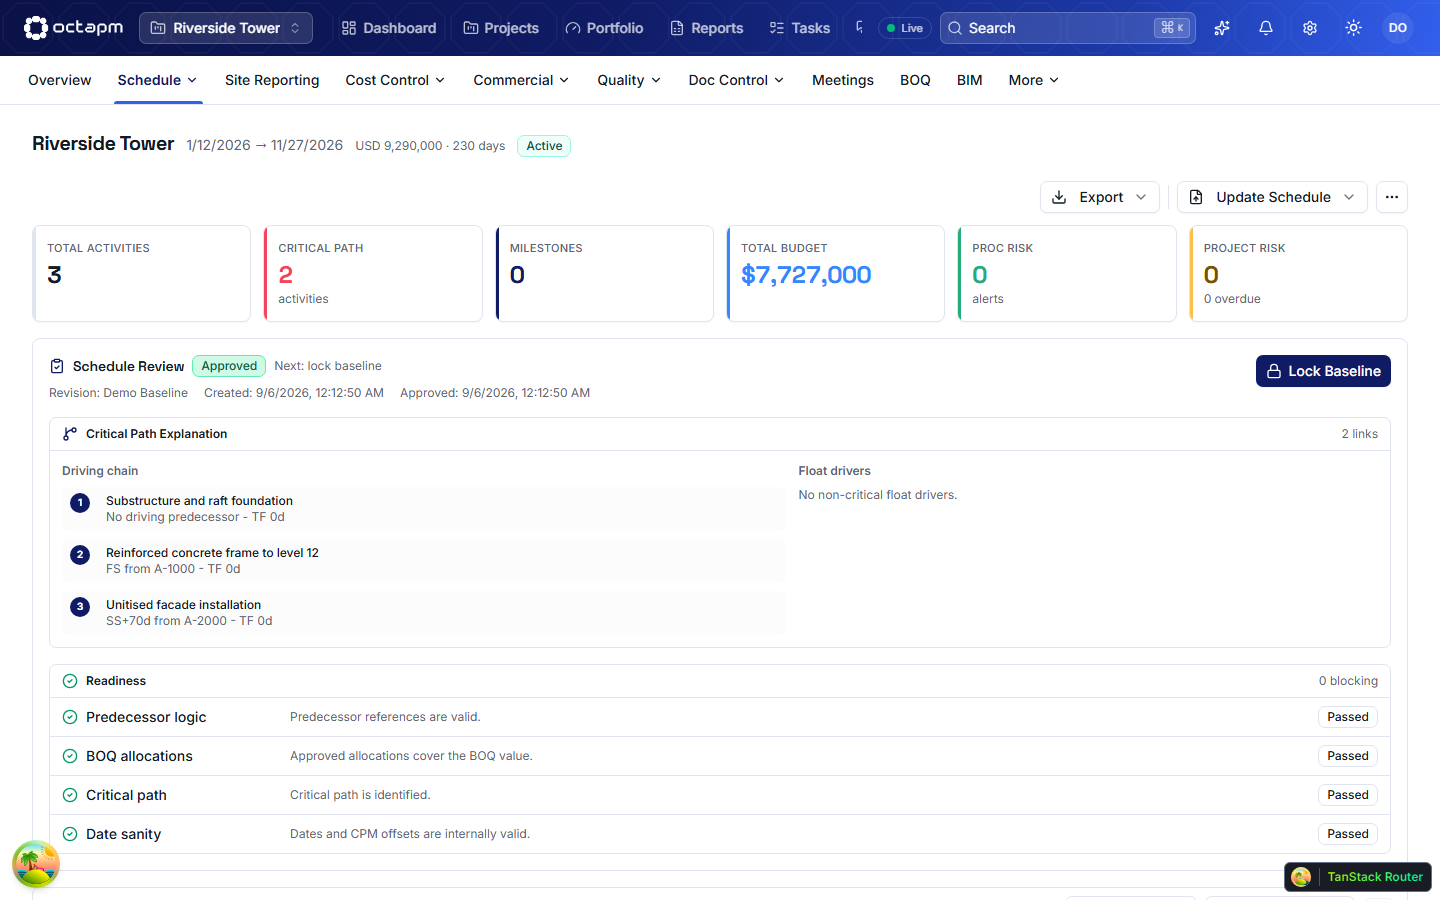 octapm
Riverside Tower
Dashboard
Projects
Portfolio
Reports
Tasks
Live
Search
⌘ K
DO
Overview
Schedule
Site Reporting
Cost Control
Commercial
Quality
Doc Control
Meetings
BOQ
BIM
More
Riverside Tower 1/12/2026 → 11/27/2026 USD 9,290,000 · 230 days Active
Export
Update Schedule
TOTAL ACTIVITIES
3
CRITICAL PATH
2
activities
MILESTONES
0
TOTAL BUDGET
$7,727,000
PROC RISK
0
alerts
PROJECT RISK
0
0 overdue
Schedule Review Approved Next: lock baseline
Lock Baseline
Revision: Demo Baseline Created: 9/6/2026, 12:12:50 AM Approved: 9/6/2026, 12:12:50 AM
Critical Path Explanation
2 links
Driving chain
1
Substructure and raft foundation
No driving predecessor - TF 0d
2
Reinforced concrete frame to level 12
FS from A-1000 - TF 0d
3
Unitised facade installation
SS+70d from A-2000 - TF 0d
Float drivers
No non-critical float drivers.
Readiness
0 blocking
Predecessor logic Predecessor references are valid. Passed
BOQ allocations Approved allocations cover the BOQ value. Passed
Critical path Critical path is identified. Passed
Date sanity Dates and CPM offsets are internally valid. Passed
TanStack Router